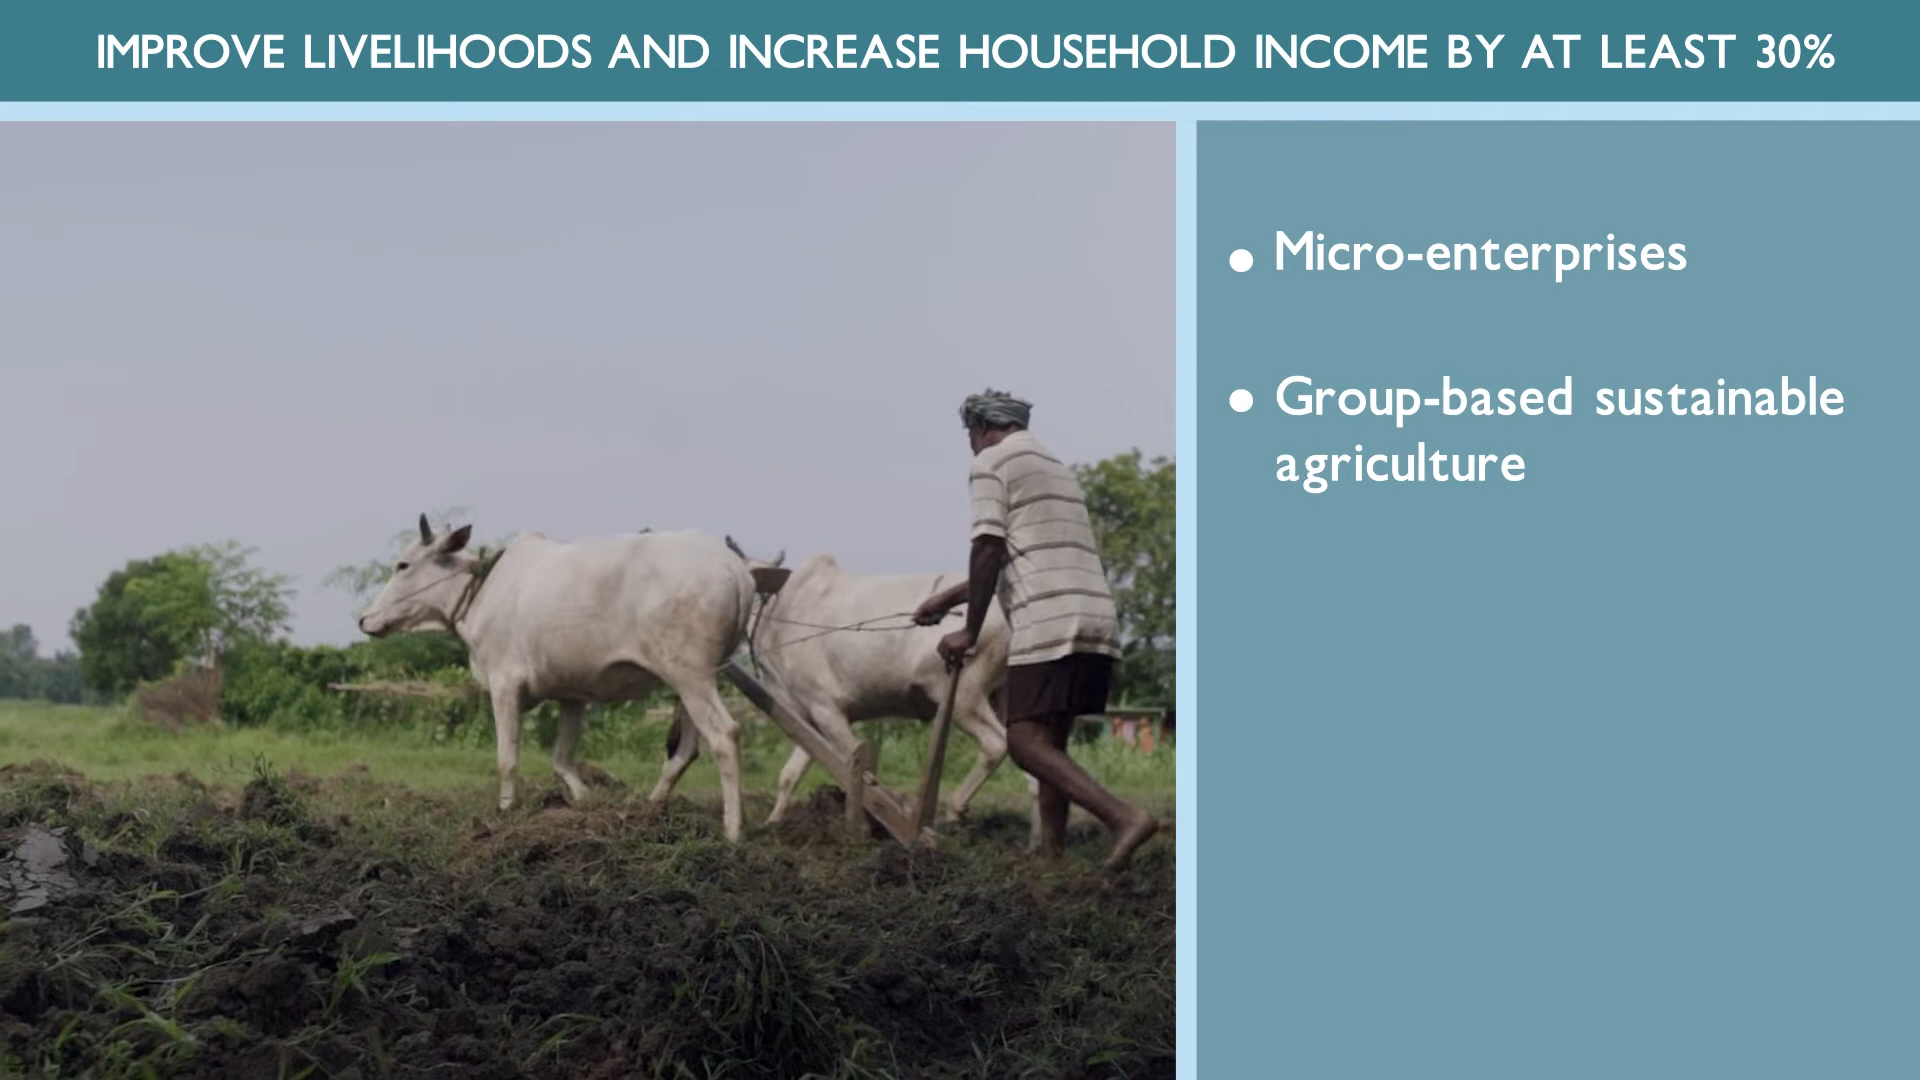 IMPROVE LIVELIHOODS AND INCREASE HOUSEHOLD INCOME BY AT LEAST 30%
• Micro-enterprises
• Group-based sustainable
agriculture